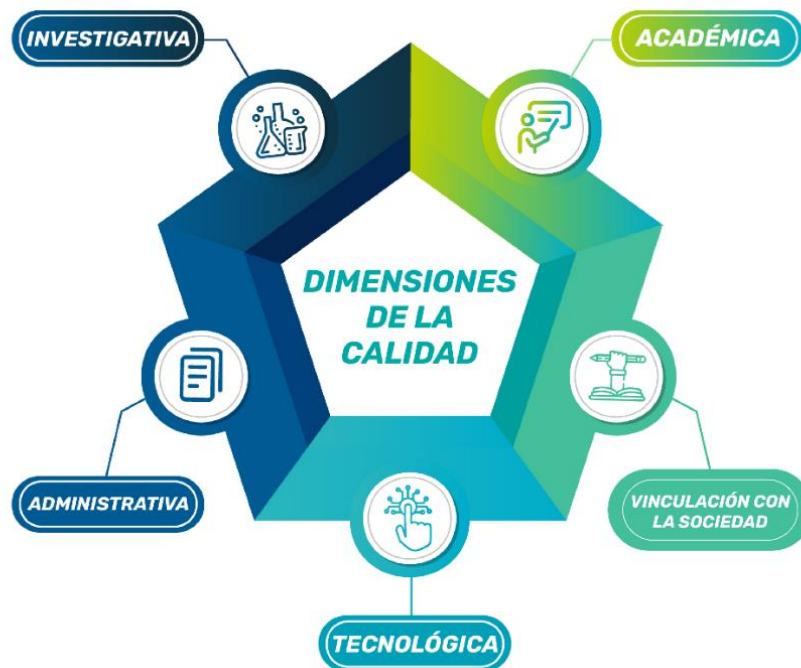 INVESTIGATIVA
ACADÉMICA
DIMENSIONES
DE LA
CALIDAD
ADMINISTRATIVA
VINCULACIÓN CON
LA SOCIEDAD
TECNOLÓGICA